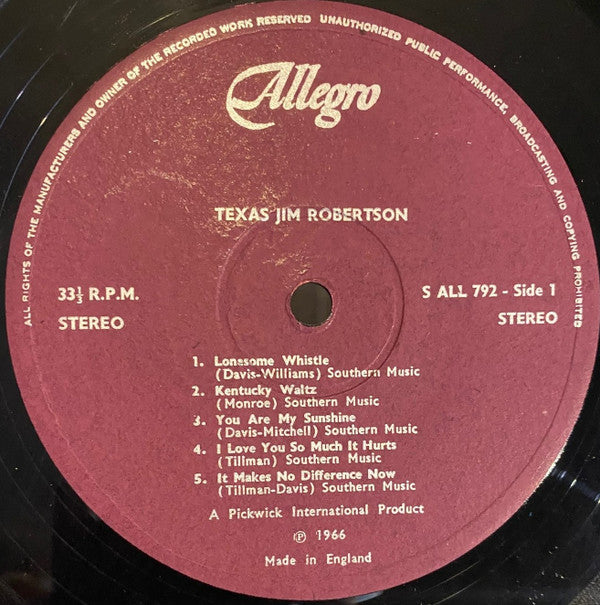 ALL RIGHTS OF THE MANUFACTURERS AND OWNER OF THE RECORDED WORK RESERVED UNAUTHORIZED PUBLIC PERFORMANCE, BROADCASTING AND COPYING PROHIBITED
Allegro
TEXAS JIM ROBERTSON
33⅓ R.P.M.
STEREO
S ALL 792 - Side 1
STEREO
1. Lonesome Whistle
(Davis-Williams) Southern Music
2. Kentucky Waltz
(Monroe) Southern Music
3. You Are My Sunshine
(Davis-Mitchell) Southern Music
4. I Love You So Much It Hurts
(Tillman) Southern Music
5. It Makes No Difference Now
(Tillman-Davis) Southern Music
A Pickwick International Product
℗ 1966
Made in England